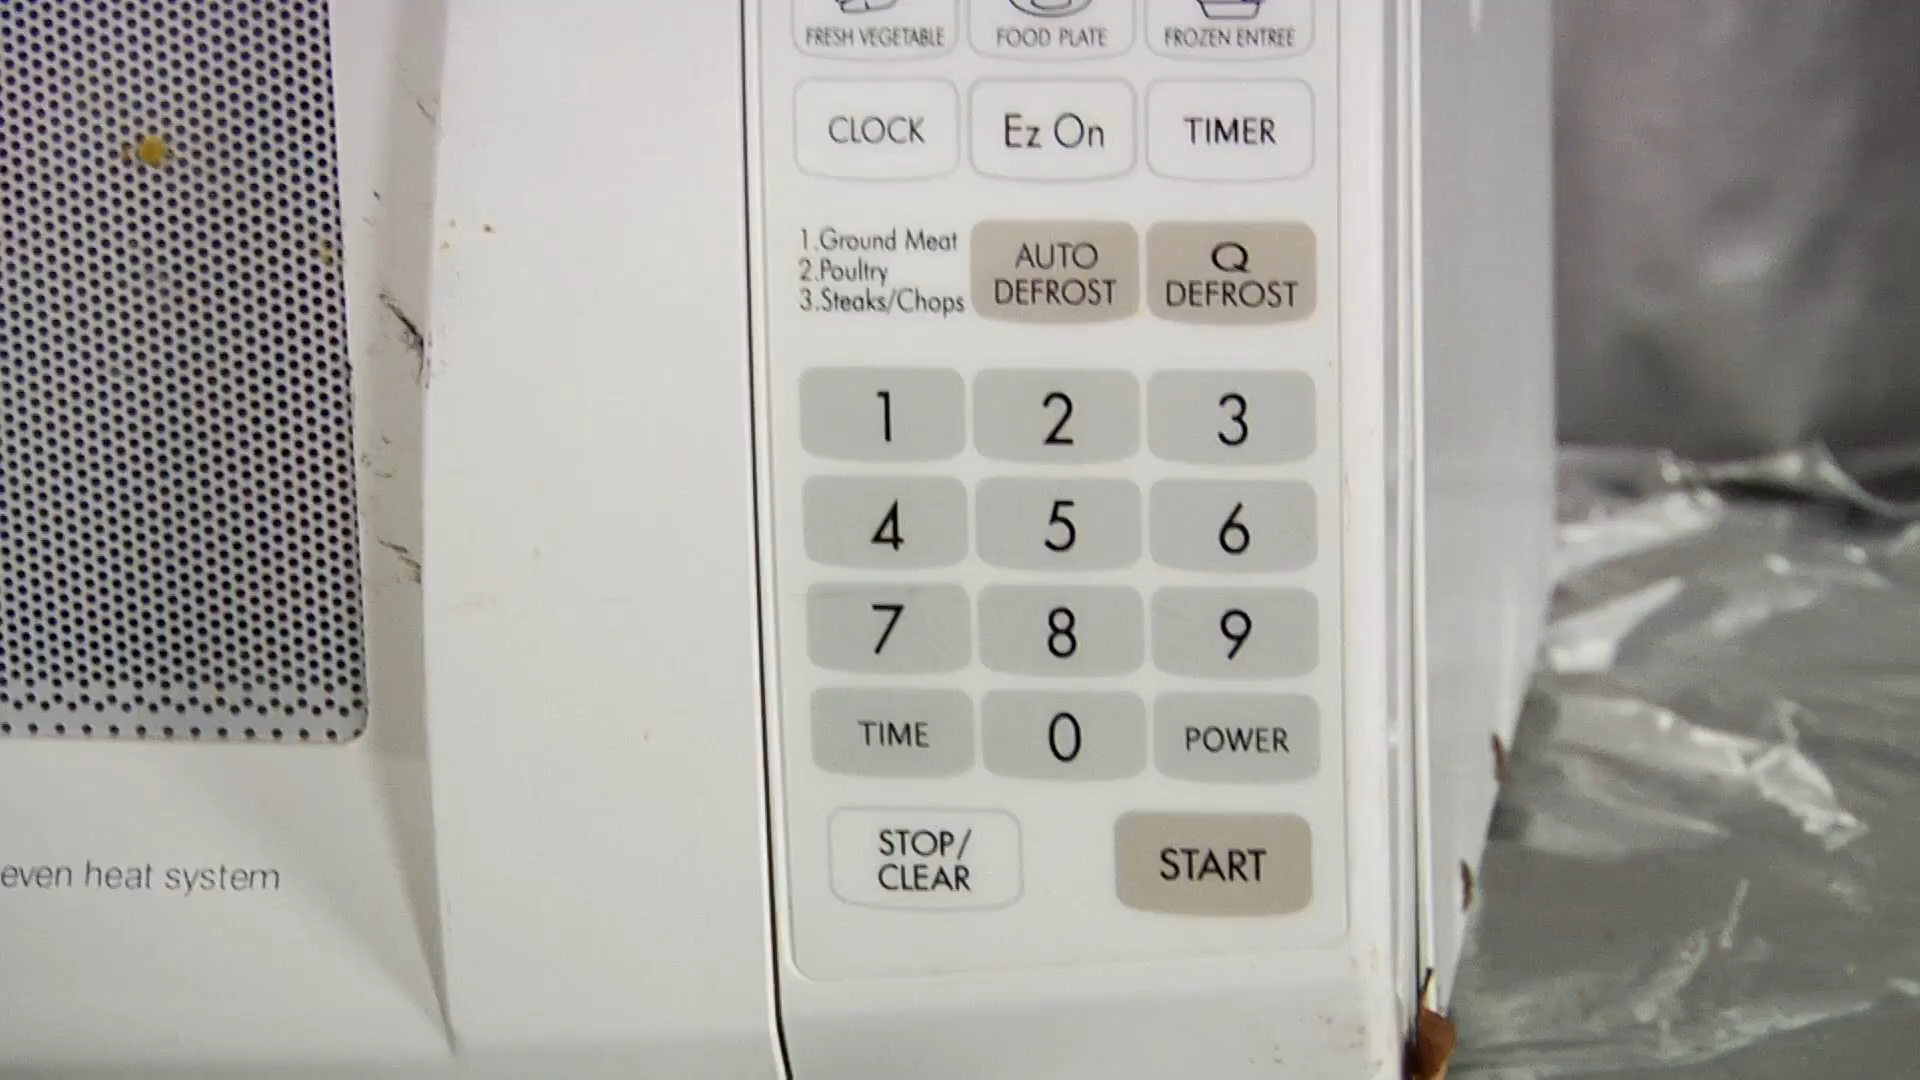 FRESH VEGETABLE
FOOD PLATE
FROZEN ENTREE
CLOCK
Ez On
TIMER
1.Ground Meat
2.Poultry
3.Steaks/Chops
AUTO
DEFROST
Q
DEFROST
1
2
3
4
5
6
7
8
9
TIME
0
POWER
STOP/
CLEAR
START
even heat system